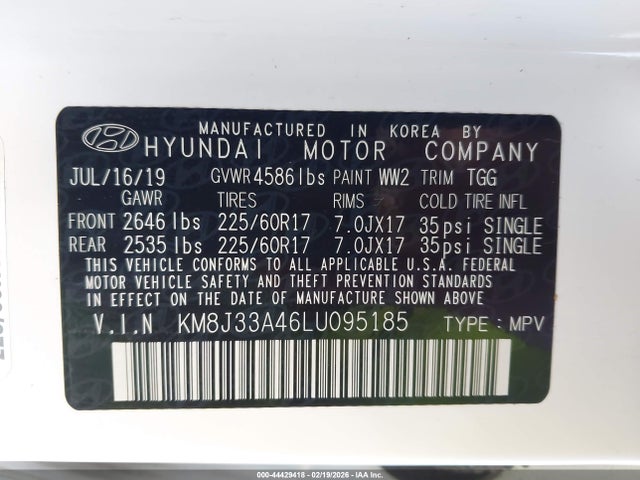 MANUFACTURED IN KOREA BY
HYUNDAI MOTOR COMPANY
JUL/16/19 GVWR 4586 lbs PAINT WW2 TRIM TGG
GAWR TIRES RIMS COLD TIRE INFL
FRONT 2646 lbs 225/60R17 7.0JX17 35psi SINGLE
REAR 2535 lbs 225/60R17 7.0JX17 35psi SINGLE
THIS VEHICLE CONFORMS TO ALL APPLICABLE U.S.A. FEDERAL
MOTOR VEHICLE SAFETY AND THEFT PREVENTION STANDARDS
IN EFFECT ON THE DATE OF MANUFACTURE SHOWN ABOVE.
V.I.N KM8J33A46LU095185 TYPE : MPV
000-44429418 - 02/19/2026 - IAA Inc.